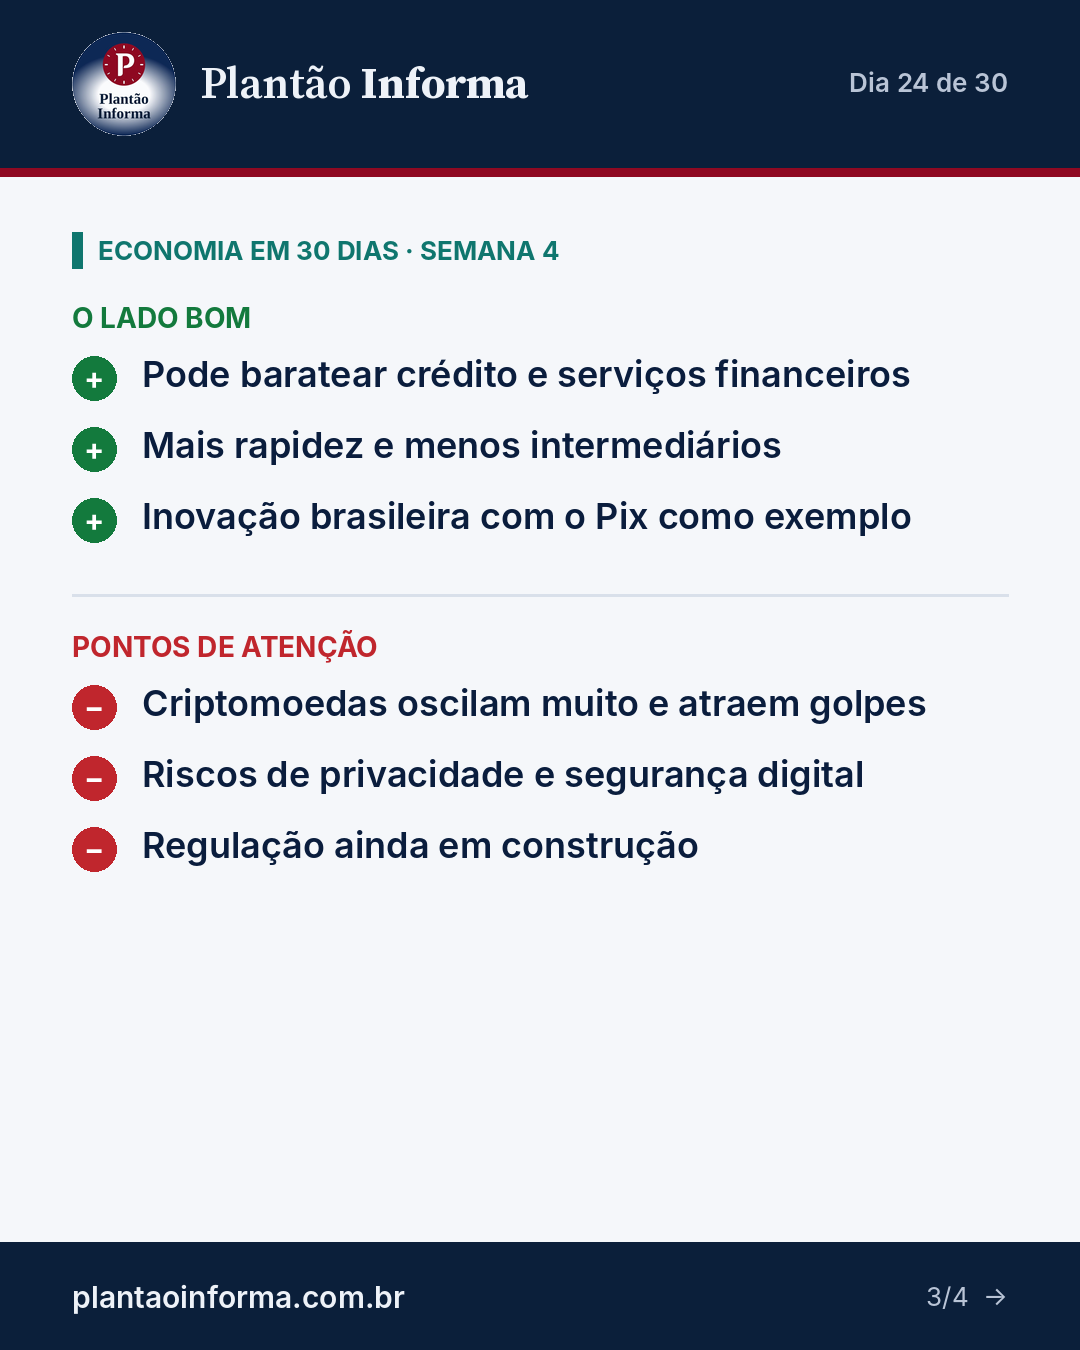 P
Plantão
Informa
Plantão Informa
Dia 24 de 30
ECONOMIA EM 30 DIAS · SEMANA 4
O LADO BOM
+ Pode baratear crédito e serviços financeiros
+ Mais rapidez e menos intermediários
+ Inovação brasileira com o Pix como exemplo
PONTOS DE ATENÇÃO
– Criptomoedas oscilam muito e atraem golpes
– Riscos de privacidade e segurança digital
– Regulação ainda em construção
plantaoinforma.com.br
3/4 →